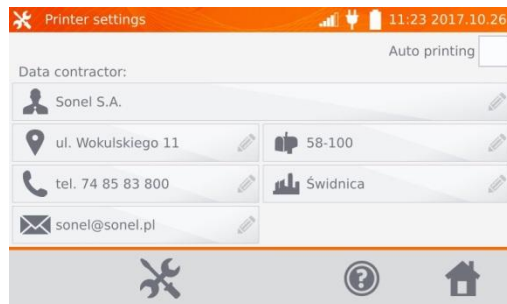 Printer settings
11:23 2017.10.26
Auto printing
Data contractor:
Sonel S.A.
ul. Wokulskiego 11
58-100
tel. 74 85 83 800
Świdnica
sonel@sonel.pl